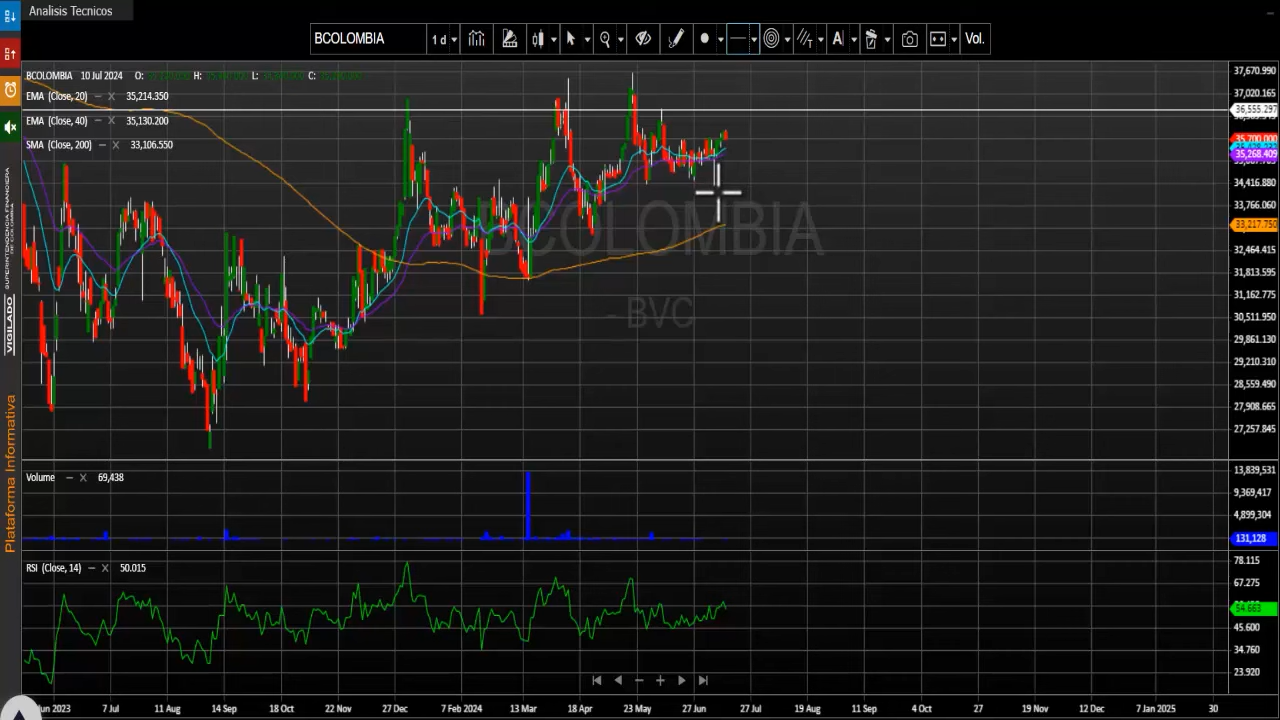 Analisis Tecnicos
BCOLOMBIA
1 d
A
Vol.
BCOLOMBIA 10 Jul 2024 O: H: L: C:
EMA (Close, 20) 35,214.350
EMA (Close, 40) 35,130.200
SMA (Close, 200) 33,106.550
BCOLOMBIA
- BVC
37,670.990
37,020.165
36,555.297
35,700.000
35,268.409
34,416.880
33,766.060
33,217.750
32,464.415
31,813.595
31,162.775
30,511.950
29,861.130
29,210.310
28,559.490
27,908.665
27,257.845
Volume 69,438
13,839,531
9,369,417
4,899,304
131,128
RSI (Close, 14) 50.015
78.115
67.275
54.663
45.600
34.760
23.920
un 2023
7 Jul
11 Aug
14 Sep
18 Oct
22 Nov
27 Dec
7 Feb 2024
13 Mar
18 Apr
23 May
27 Jun
27 Jul
19 Aug
11 Sep
4 Oct
27
19 Nov
12 Dec
7 Jan 2025
30
VIGILADO
Plataforma Informativa